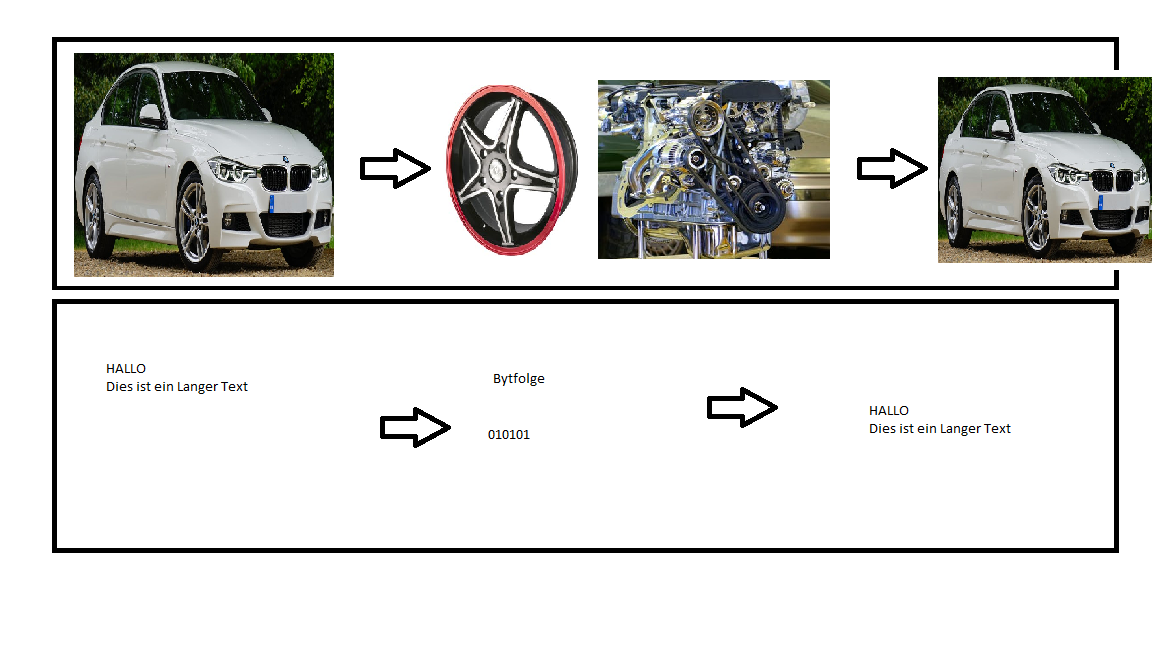 HALLO
Dies ist ein Langer Text
Bytfolge
010101
HALLO
Dies ist ein Langer Text